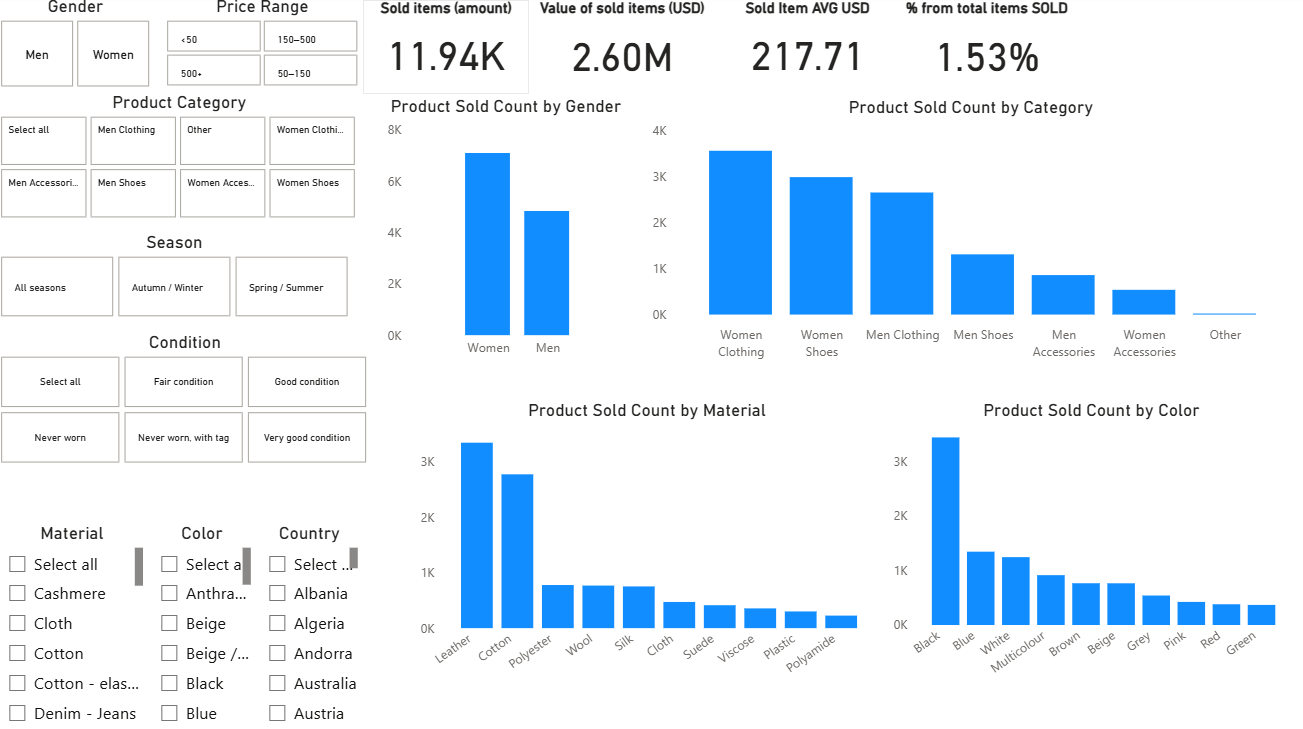 Gender
Men
Women
Price Range
<50
150–500
500+
50–150
Sold items (amount)
11.94K
Value of sold items (USD)
2.60M
Sold Item AVG USD
217.71
% from total items SOLD
1.53%
Product Category
Select all
Men Clothing
Other
Women Clothi...
Men Accessori...
Men Shoes
Women Acces...
Women Shoes
Season
All seasons
Autumn / Winter
Spring / Summer
Condition
Select all
Fair condition
Good condition
Never worn
Never worn, with tag
Very good condition
Material
Select all
Cashmere
Cloth
Cotton
Cotton - elas...
Denim - Jeans
Color
Select a
Anthra...
Beige
Beige /...
Black
Blue
Country
Select ...
Albania
Algeria
Andorra
Australia
Austria
Product Sold Count by Gender
8K
6K
4K
2K
0K
Women
Men
Product Sold Count by Category
4K
3K
2K
1K
0K
Women
Clothing
Women
Shoes
Men Clothing
Men Shoes
Men
Accessories
Women
Accessories
Other
Product Sold Count by Material
3K
2K
1K
0K
Leather
Cotton
Polyester
Wool
Silk
Cloth
Suede
Viscose
Plastic
Polyamide
Product Sold Count by Color
3K
2K
1K
0K
Black
Blue
White
Multicolour
Brown
Beige
Grey
Pink
Red
Green